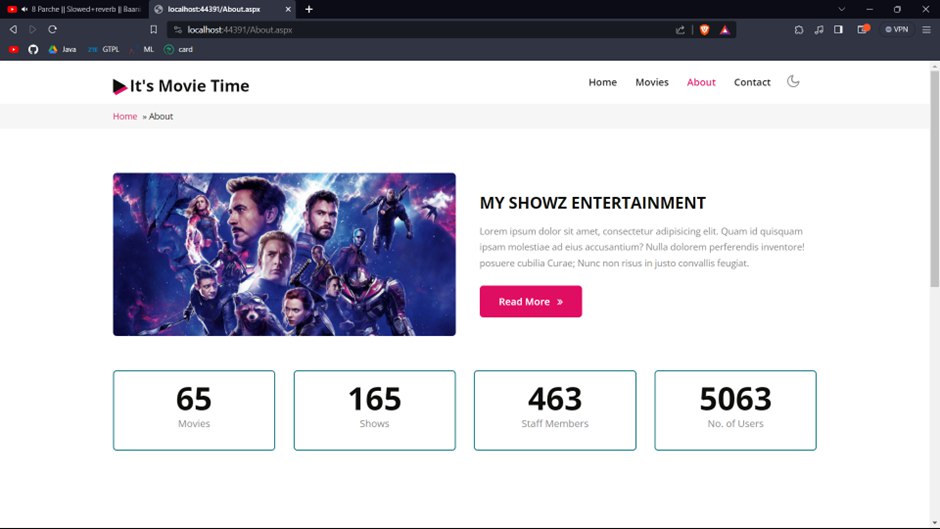 8 Parche || Slowed+reverb || Baani
localhost:44391/About.aspx
localhost:44391/About.aspx
VPN
Java
ZTE GTPL
ML
card
It's Movie Time
Home Movies About Contact
Home » About
MY SHOWZ ENTERTAINMENT
Lorem ipsum dolor sit amet, consectetur adipisicing elit. Quam id quisquam
ipsam molestiae ad eius accusantium? Nulla dolorem perferendis inventore!
posuere cubilia Curae; Nunc non risus in justo convallis feugiat.
Read More »
65 165 463 5063
Movies Shows Staff Members No. of Users